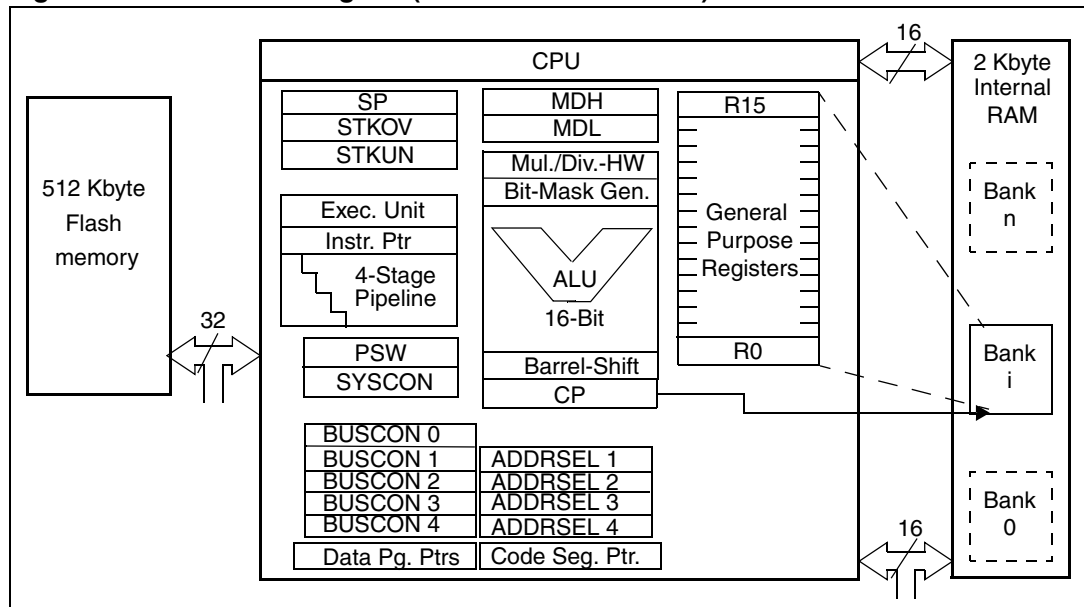 16
CPU
2 Kbyte
Internal
RAM
SP
STKOV
STKUN
MDH
MDL
R15
Mul./Div.-HW
Bit-Mask Gen.
512 Kbyte
Flash
memory
Bank
n
Exec. Unit
Instr. Ptr
4-Stage
Pipeline
General
Purpose
Registers
ALU
16-Bit
32
PSW
SYSCON
Barrel-Shift
CP
R0
Bank
i
BUSCON 0
BUSCON 1
BUSCON 2
BUSCON 3
BUSCON 4
ADDRSEL 1
ADDRSEL 2
ADDRSEL 3
ADDRSEL 4
Data Pg. Ptrs
Code Seg. Ptr.
Bank
0
16
16